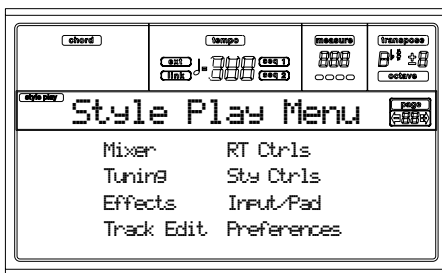 chord tempo measure transpose
ext seq 1
link seq 2
octave
style play
page
Style Play Menu
Mixer RT Ctrls
Tuning Sty Ctrls
Effects Input/Pad
Track Edit Preferences